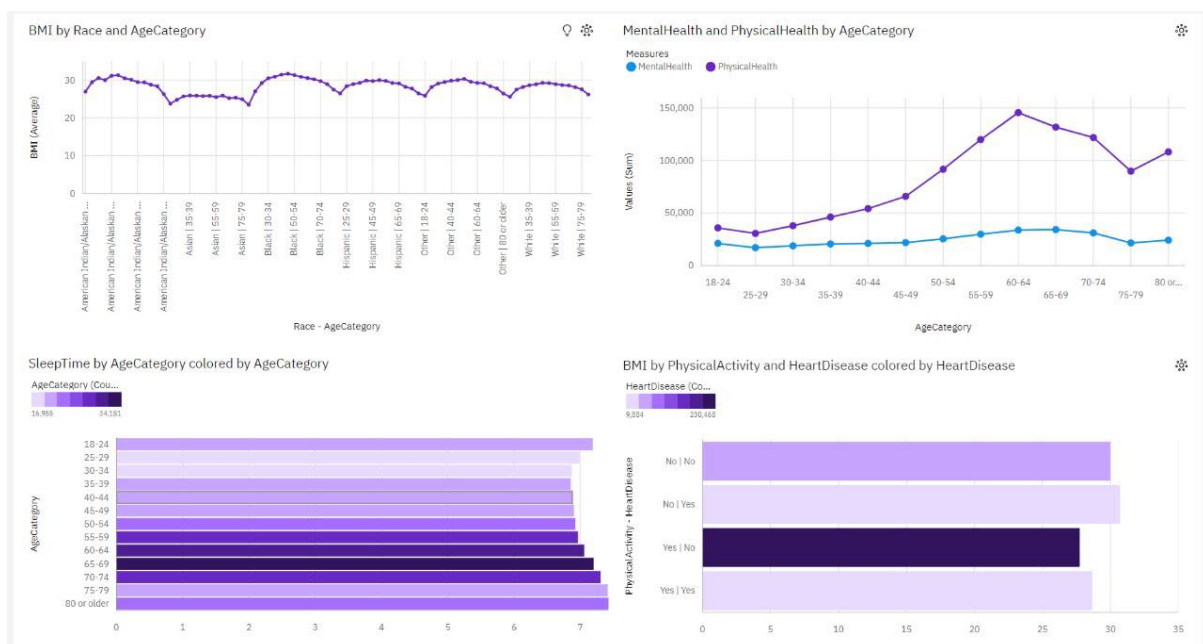 BMI by Race and AgeCategory
BMI (Average)
30
20
10
0
American Indian/Alaskan ...
American Indian/Alaskan ...
American Indian/Alaskan ...
American Indian/Alaskan ...
Asian | 35-39
Asian | 55-59
Asian | 75-79
Black | 30-34
Black | 50-54
Black | 70-74
Hispanic | 25-29
Hispanic | 45-49
Hispanic | 65-69
Other | 18-24
Other | 40-44
Other | 60-64
Other | 80 or older
White | 35-39
White | 55-59
White | 75-79
Race - AgeCategory
MentalHealth and PhysicalHealth by AgeCategory
Measures
MentalHealth PhysicalHealth
Values (Sum)
150,000
100,000
50,000
0
18-24
25-29
30-34
35-39
40-44
45-49
50-54
55-59
60-64
65-69
70-74
75-79
80 or...
AgeCategory
SleepTime by AgeCategory colored by AgeCategory
AgeCategory (Cou...
16,955 34,151
AgeCategory
18-24
25-29
30-34
35-39
40-44
45-49
50-54
55-59
60-64
65-69
70-74
75-79
80 or older
0 1 2 3 4 5 6 7
BMI by PhysicalActivity and HeartDisease colored by HeartDisease
HeartDisease (Co...
9,884 230,468
PhysicalActivity - HeartDisease
No | No
No | Yes
Yes | No
Yes | Yes
0 5 10 15 20 25 30 35